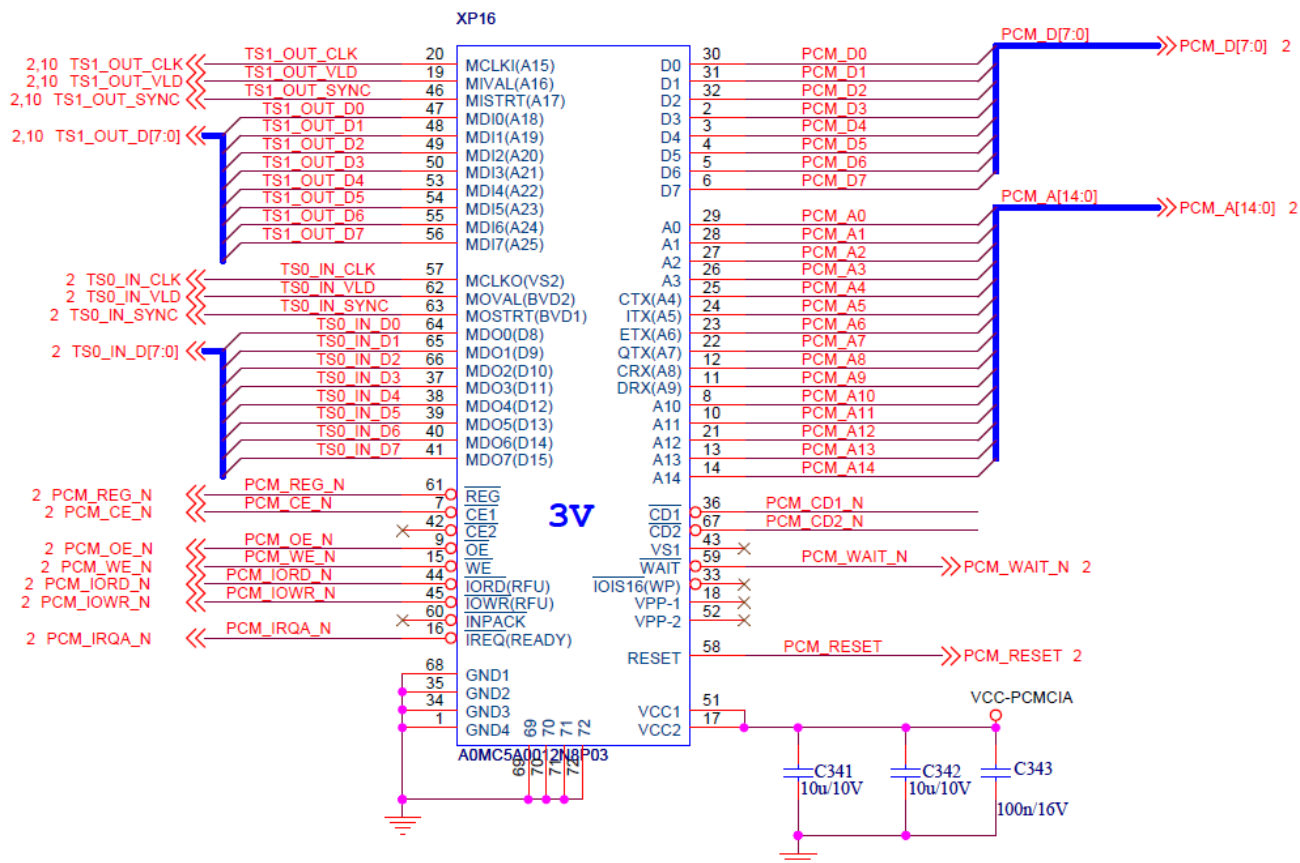 XP16
2,10 TS1_OUT_CLK TS1_OUT_CLK 20 MCLKI(A15) D0 30 PCM_D0 PCM_D[7:0] PCM_D[7:0] 2
2,10 TS1_OUT_VLD TS1_OUT_VLD 19 MIVAL(A16) D1 31 PCM_D1
2,10 TS1_OUT_SYNC TS1_OUT_SYNC 46 MISTRT(A17) D2 32 PCM_D2
TS1_OUT_D0 47 MDI0(A18) D3 2 PCM_D3
2,10 TS1_OUT_D[7:0] TS1_OUT_D1 48 MDI1(A19) D4 3 PCM_D4
TS1_OUT_D2 49 MDI2(A20) D5 4 PCM_D5
TS1_OUT_D3 50 MDI3(A21) D6 5 PCM_D6
TS1_OUT_D4 53 MDI4(A22) D7 6 PCM_D7
TS1_OUT_D5 54 MDI5(A23) PCM_A[14:0] PCM_A[14:0] 2
TS1_OUT_D6 55 MDI6(A24) A0 29 PCM_A0
TS1_OUT_D7 56 MDI7(A25) A1 28 PCM_A1
A2 27 PCM_A2
2 TS0_IN_CLK TS0_IN_CLK 57 MCLKO(VS2) A3 26 PCM_A3
2 TS0_IN_VLD TS0_IN_VLD 62 MOVAL(BVD2) CTX(A4) 25 PCM_A4
2 TS0_IN_SYNC TS0_IN_SYNC 63 MOSTRT(BVD1) ITX(A5) 24 PCM_A5
TS0_IN_D0 64 MDO0(D8) ETX(A6) 23 PCM_A6
2 TS0_IN_D[7:0] TS0_IN_D1 65 MDO1(D9) QTX(A7) 22 PCM_A7
TS0_IN_D2 66 MDO2(D10) CRX(A8) 12 PCM_A8
TS0_IN_D3 37 MDO3(D11) DRX(A9) 11 PCM_A9
TS0_IN_D4 38 MDO4(D12) A10 8 PCM_A10
TS0_IN_D5 39 MDO5(D13) A11 10 PCM_A11
TS0_IN_D6 40 MDO6(D14) A12 21 PCM_A12
TS0_IN_D7 41 MDO7(D15) A13 13 PCM_A13
A14 14 PCM_A14
2 PCM_REG_N PCM_REG_N 61 REG
2 PCM_CE_N PCM_CE_N 7 CE1 3V CD1 36 PCM_CD1_N
42 CE2 CD2 67 PCM_CD2_N
2 PCM_OE_N PCM_OE_N 9 OE VS1 43
2 PCM_WE_N PCM_WE_N 15 WE WAIT 59 PCM_WAIT_N PCM_WAIT_N 2
2 PCM_IORD_N PCM_IORD_N 44 IORD(RFU) IOIS16(WP) 33
2 PCM_IOWR_N PCM_IOWR_N 45 IOWR(RFU) VPP-1 18
60 INPACK VPP-2 52
2 PCM_IRQA_N PCM_IRQA_N 16 IREQ(READY)
RESET 58 PCM_RESET PCM_RESET 2
68 GND1
35 GND2
34 GND3 VCC1 51 VCC-PCMCIA
1 GND4 VCC2 17
69 70 71 72
A0MC5A0012N8P03
69 70 71 72
C341 10u/10V
C342 10u/10V
C343 100n/16V